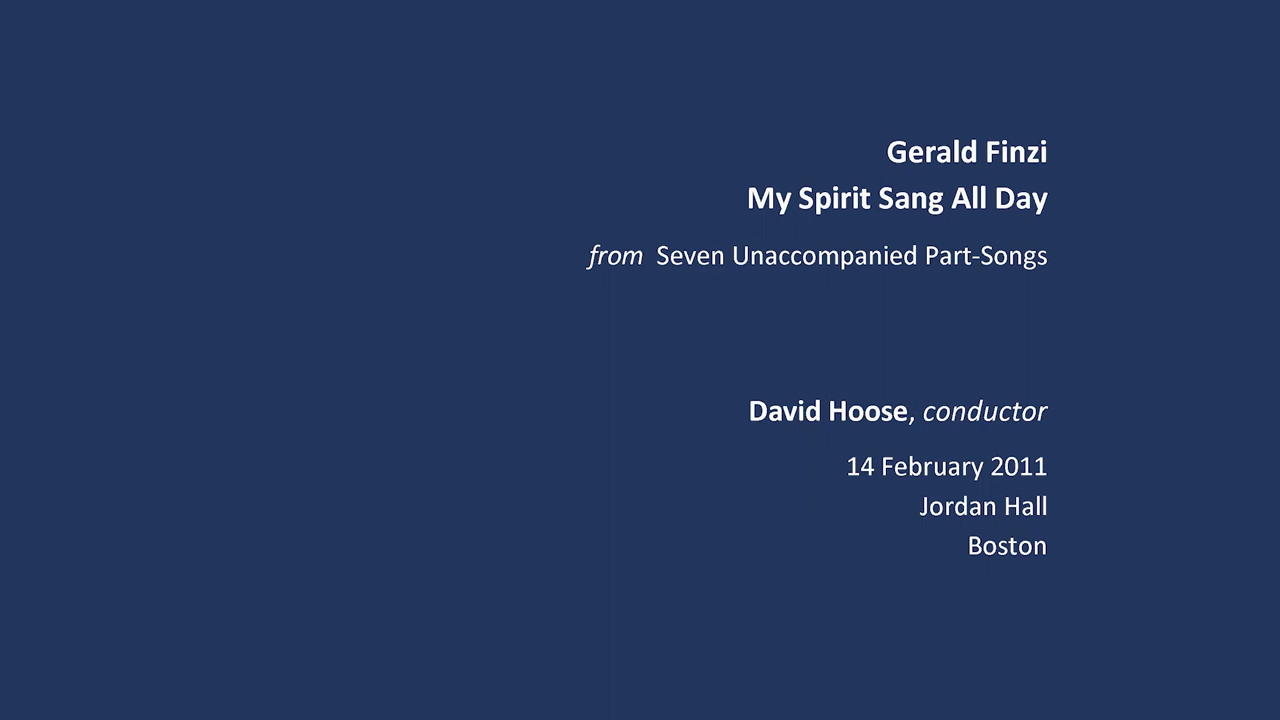 Gerald Finzi
My Spirit Sang All Day
from Seven Unaccompanied Part-Songs
David Hoose, conductor
14 February 2011
Jordan Hall
Boston